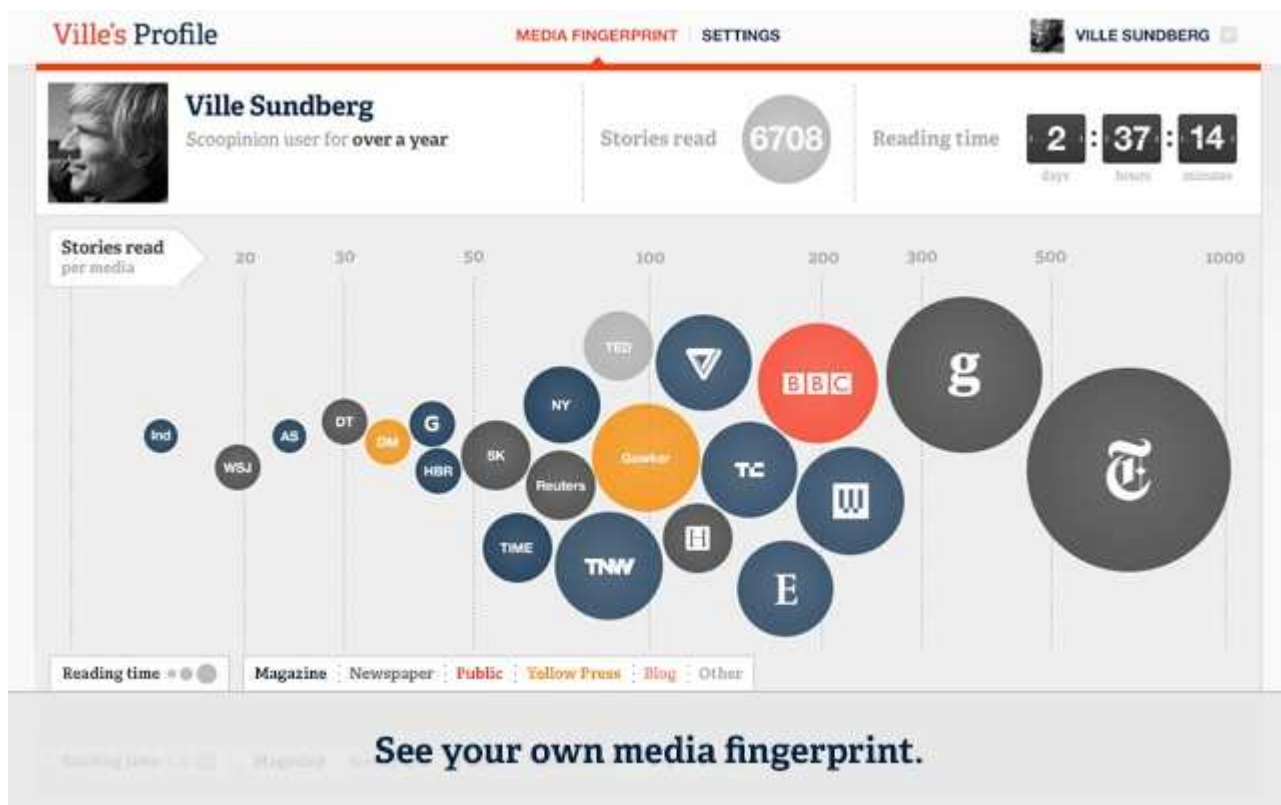 Ville's Profile
MEDIA FINGERPRINT SETTINGS
VILLE SUNDBERG
Ville Sundberg
Scoopinion user for over a year
Stories read 6708
Reading time 2 : 37 : 14
days hours minutes
Stories read
per media
20 30 50 100 200 300 500 1000
TED
BBC
g
NY
Ind
AS
DT
DM
G
WSJ
HBR
SK
Reuters
Gawker
TC
W
T
TIME
TNW
H
E
Reading time
Magazine Newspaper Public Yellow Press Blog Other
See your own media fingerprint.